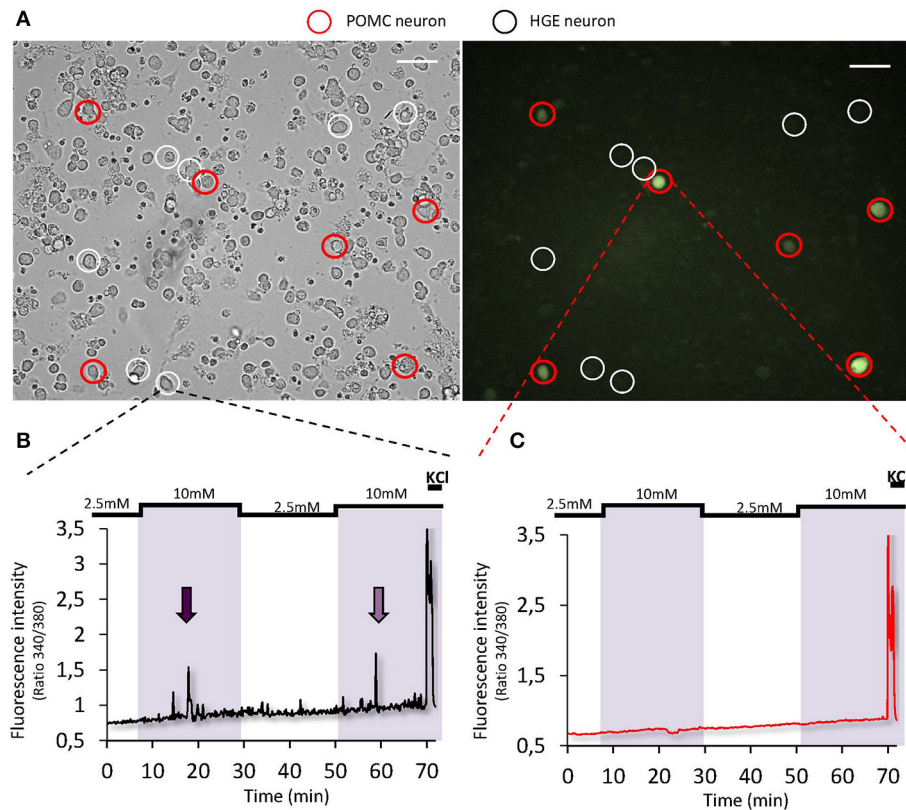 A
POMC neuron
HGE neuron
B
C
KCl
2.5mM
10mM
2.5mM
10mM
3,5
3
2,5
2
1,5
1
0,5
Fluorescence intensity
(Ratio 340/380)
0 10 20 30 40 50 60 70
Time (min)
KC
2.5mM
10mM
2.5mM
10mM
3,5
3
2,5
2
1,5
1
0,5
Fluorescence intensity
(Ratio 340/380)
0 10 20 30 40 50 60 70
Time (min)